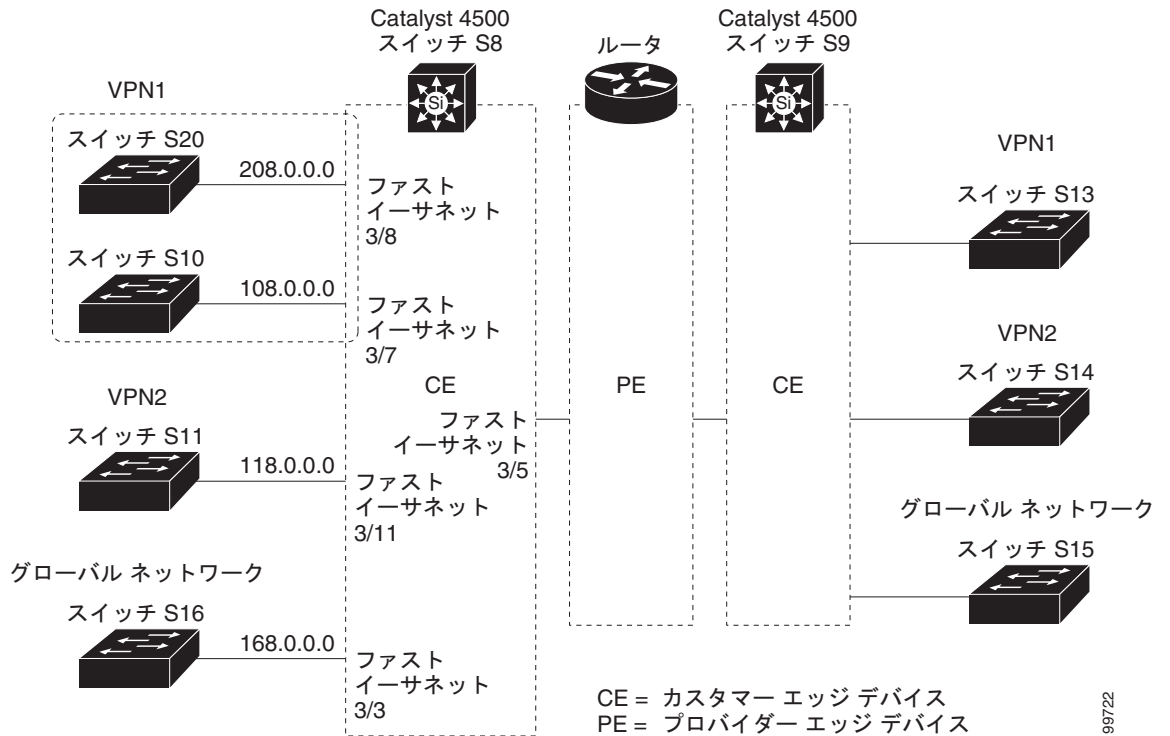 Catalyst 4500
スイッチ S8
ルータ
Catalyst 4500
スイッチ S9
Si
Si
VPN1
スイッチ S20
208.0.0.0
ファスト
イーサネット
3/8
スイッチ S10
108.0.0.0
ファスト
イーサネット
3/7
VPN2
スイッチ S11
118.0.0.0
ファスト
イーサネット
3/11
グローバル ネットワーク
スイッチ S16
168.0.0.0
ファスト
イーサネット
3/3
CE
ファスト
イーサネット
3/5
PE
CE
VPN1
スイッチ S13
VPN2
スイッチ S14
グローバル ネットワーク
スイッチ S15
CE = カスタマー エッジ デバイス
PE = プロバイダー エッジ デバイス
99722